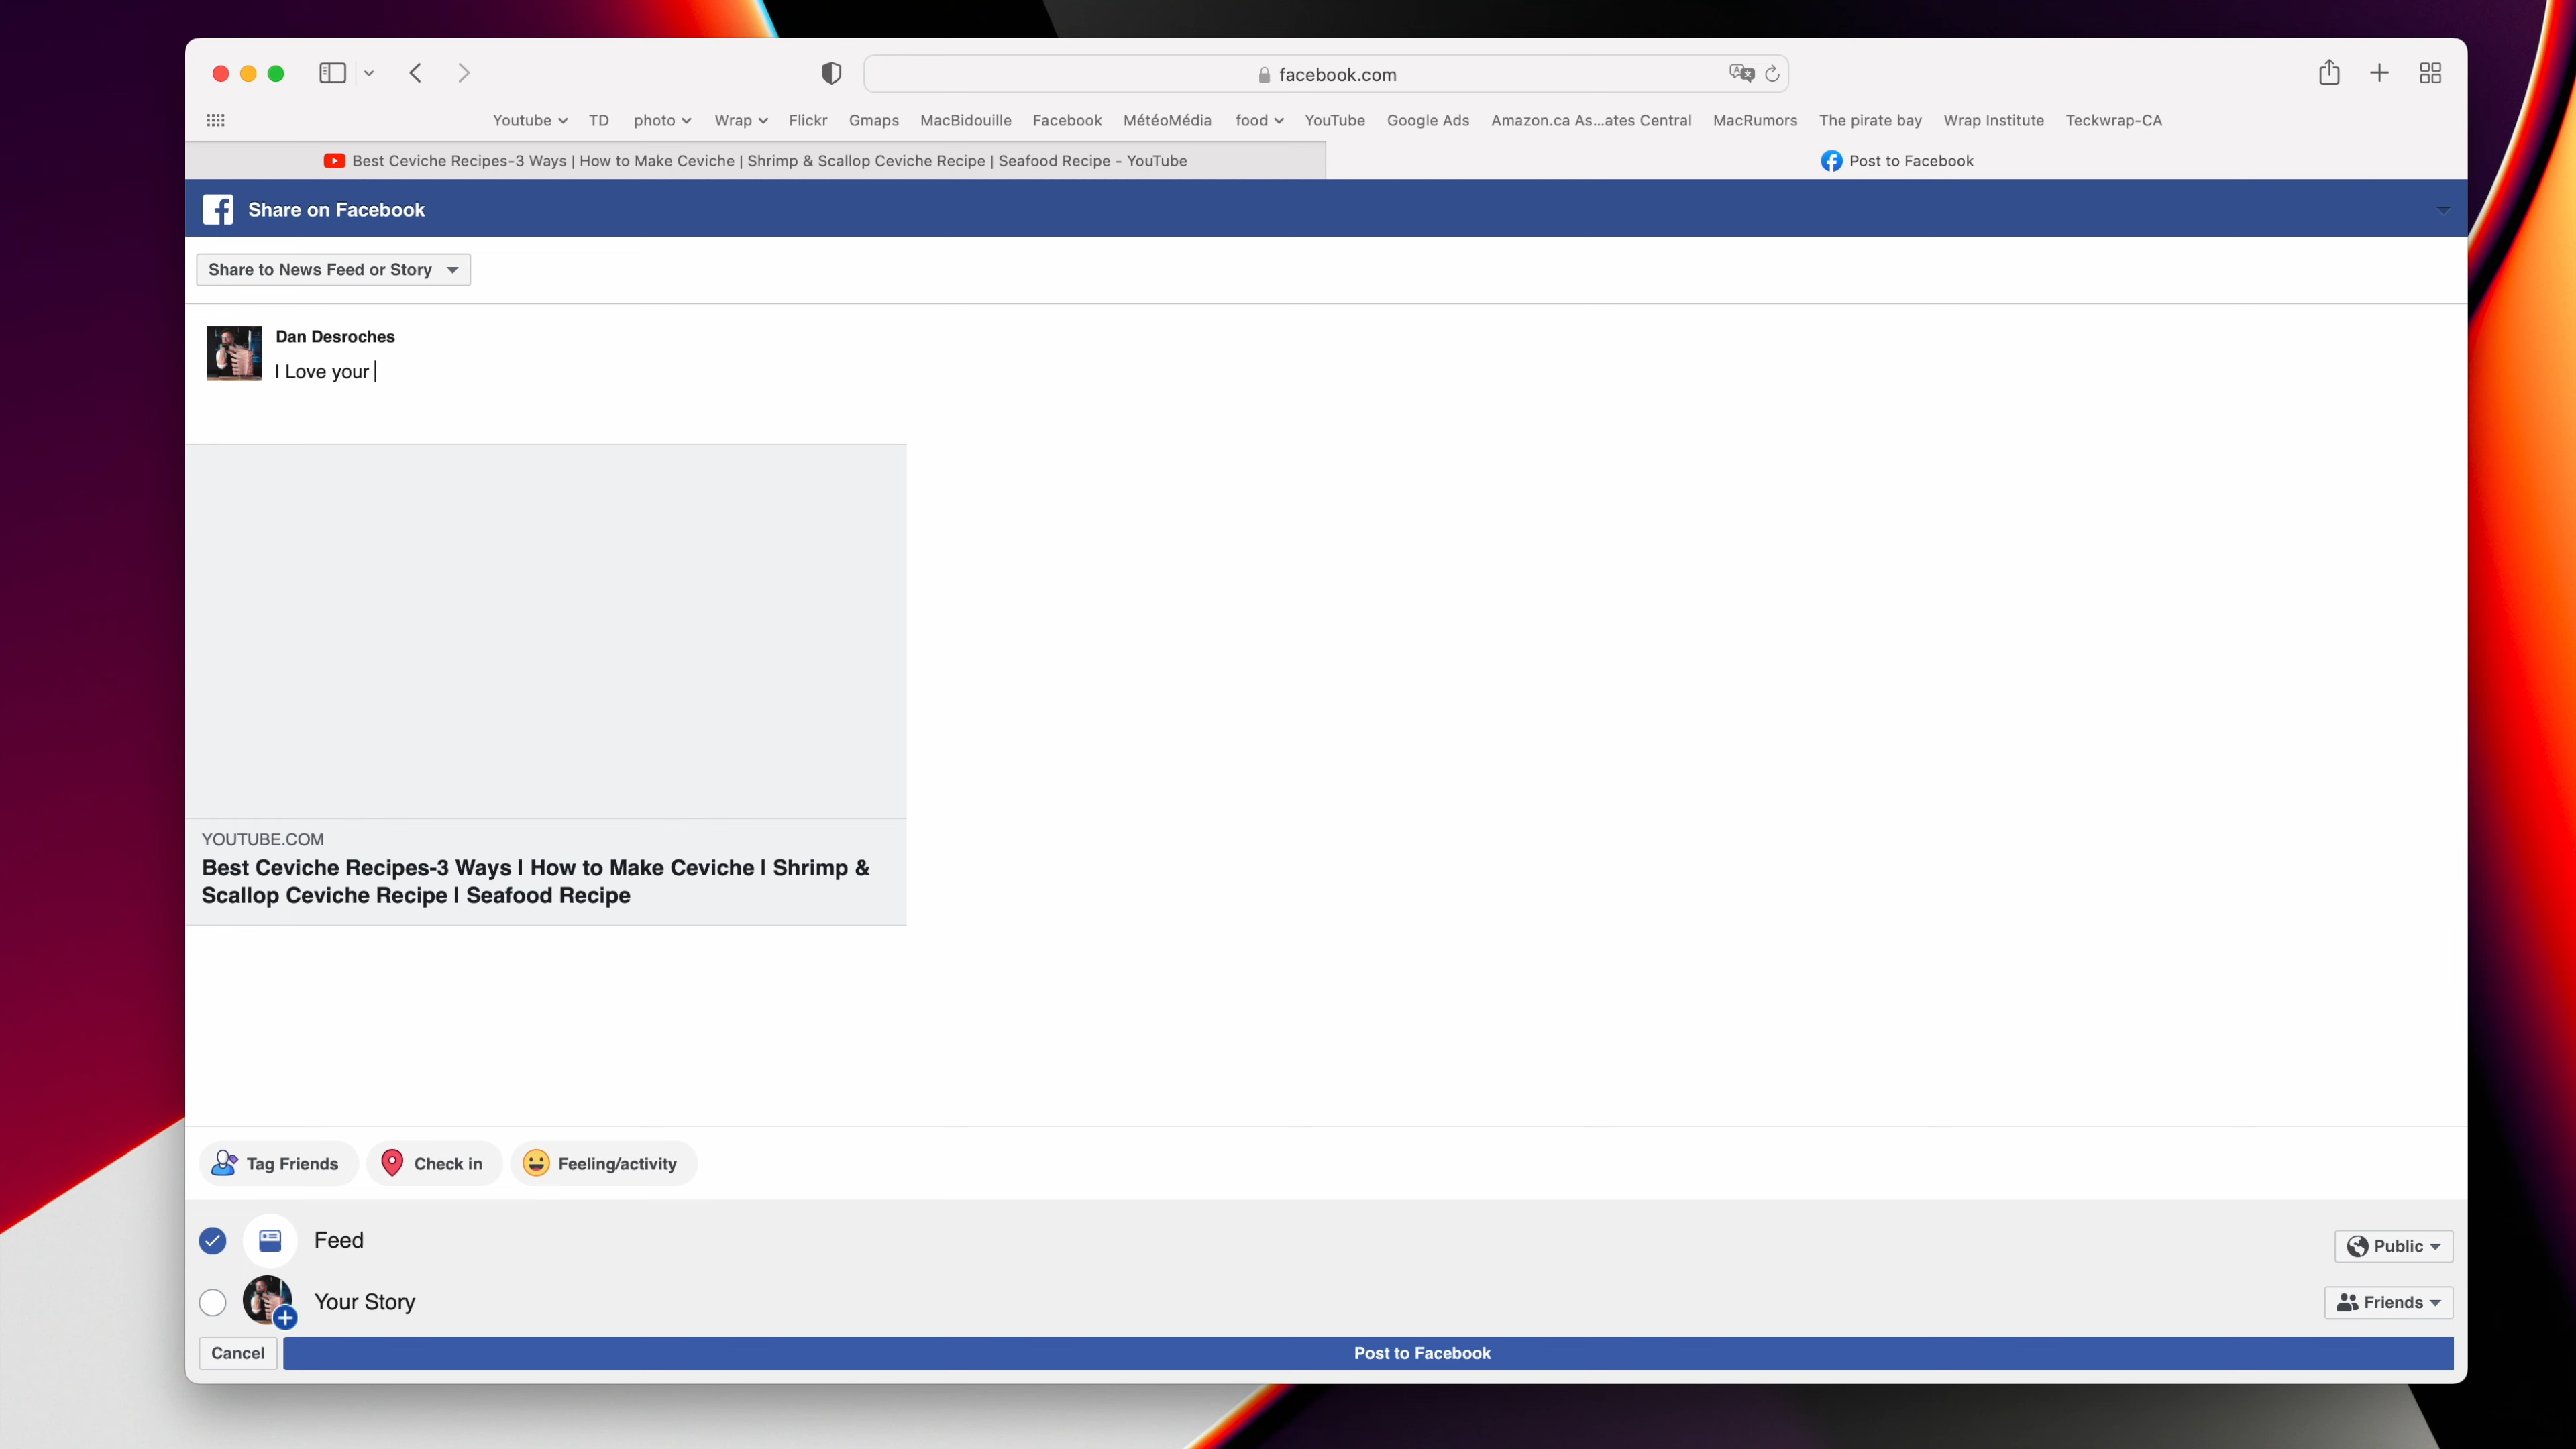 facebook.com
Youtube TD photo Wrap Flickr Gmaps MacBidouille Facebook MétéoMédia food YouTube Google Ads Amazon.ca As...ates Central MacRumors The pirate bay Wrap Institute Teckwrap-CA
Best Ceviche Recipes-3 Ways | How to Make Ceviche | Shrimp & Scallop Ceviche Recipe | Seafood Recipe - YouTube
Post to Facebook
Share on Facebook
Share to News Feed or Story
Dan Desroches
I Love your
YOUTUBE.COM
Best Ceviche Recipes-3 Ways I How to Make Ceviche I Shrimp &
Scallop Ceviche Recipe I Seafood Recipe
Tag Friends Check in Feeling/activity
Feed Public
Your Story Friends
Cancel Post to Facebook